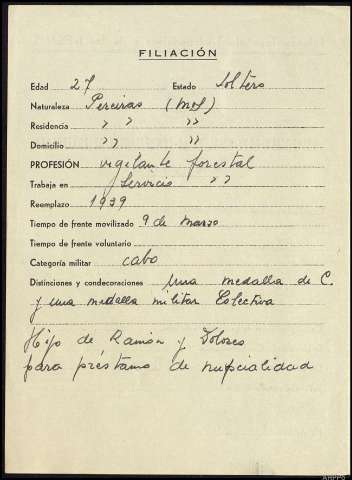 FILIACIÓN
Edad 27 Estado Soltero
Naturaleza Pereiras (Mos)
Residencia " " "
Domicilio " "
PROFESIÓN vigilante forestal
Trabaja en Servicio "
Reemplazo 1939
Tiempo de frente movilizado 9 de Marzo
Tiempo de frente voluntario
Categoría militar cabo
Distinciones y condecoraciones Una medalla de C.
y una medalla militar Colectiva
Hijo de Ramón y Dolores
para préstamo de nupcialidad
AHPPO